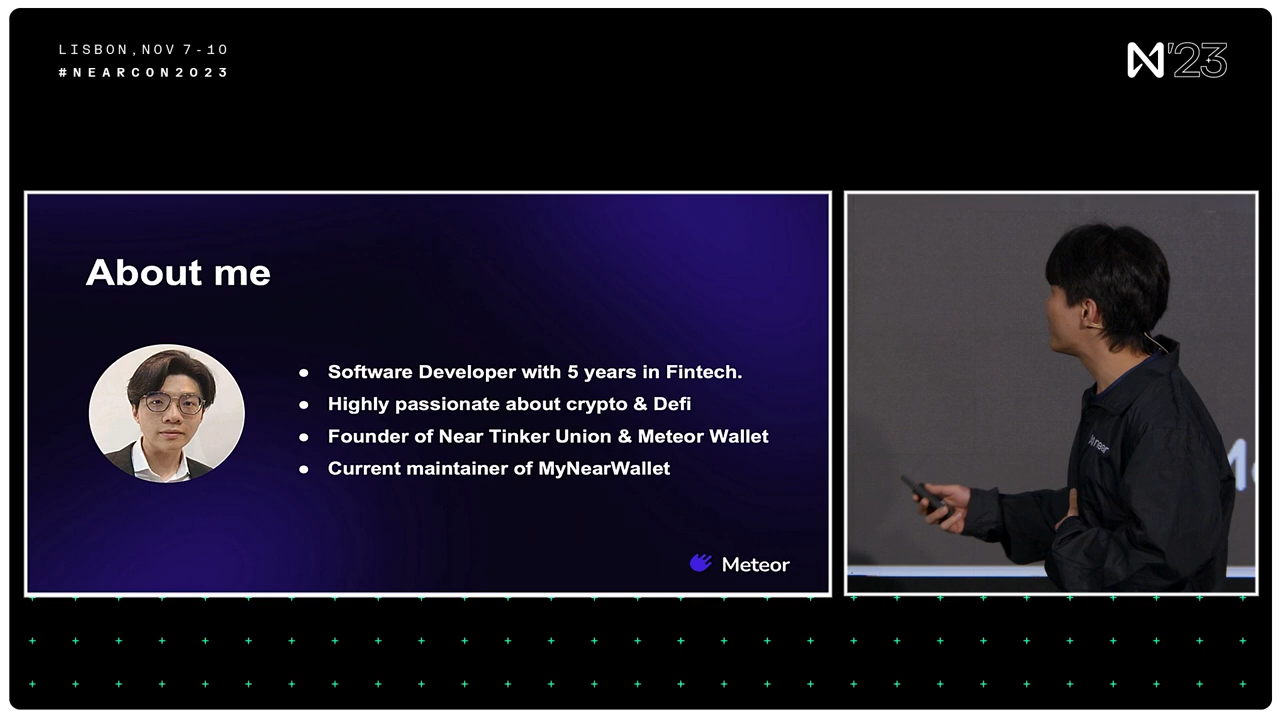 LISBON, NOV 7-10
#NEARCON2023
N'23
About me
● Software Developer with 5 years in Fintech.
● Highly passionate about crypto & Defi
● Founder of Near Tinker Union & Meteor Wallet
● Current maintainer of MyNearWallet
Meteor
near